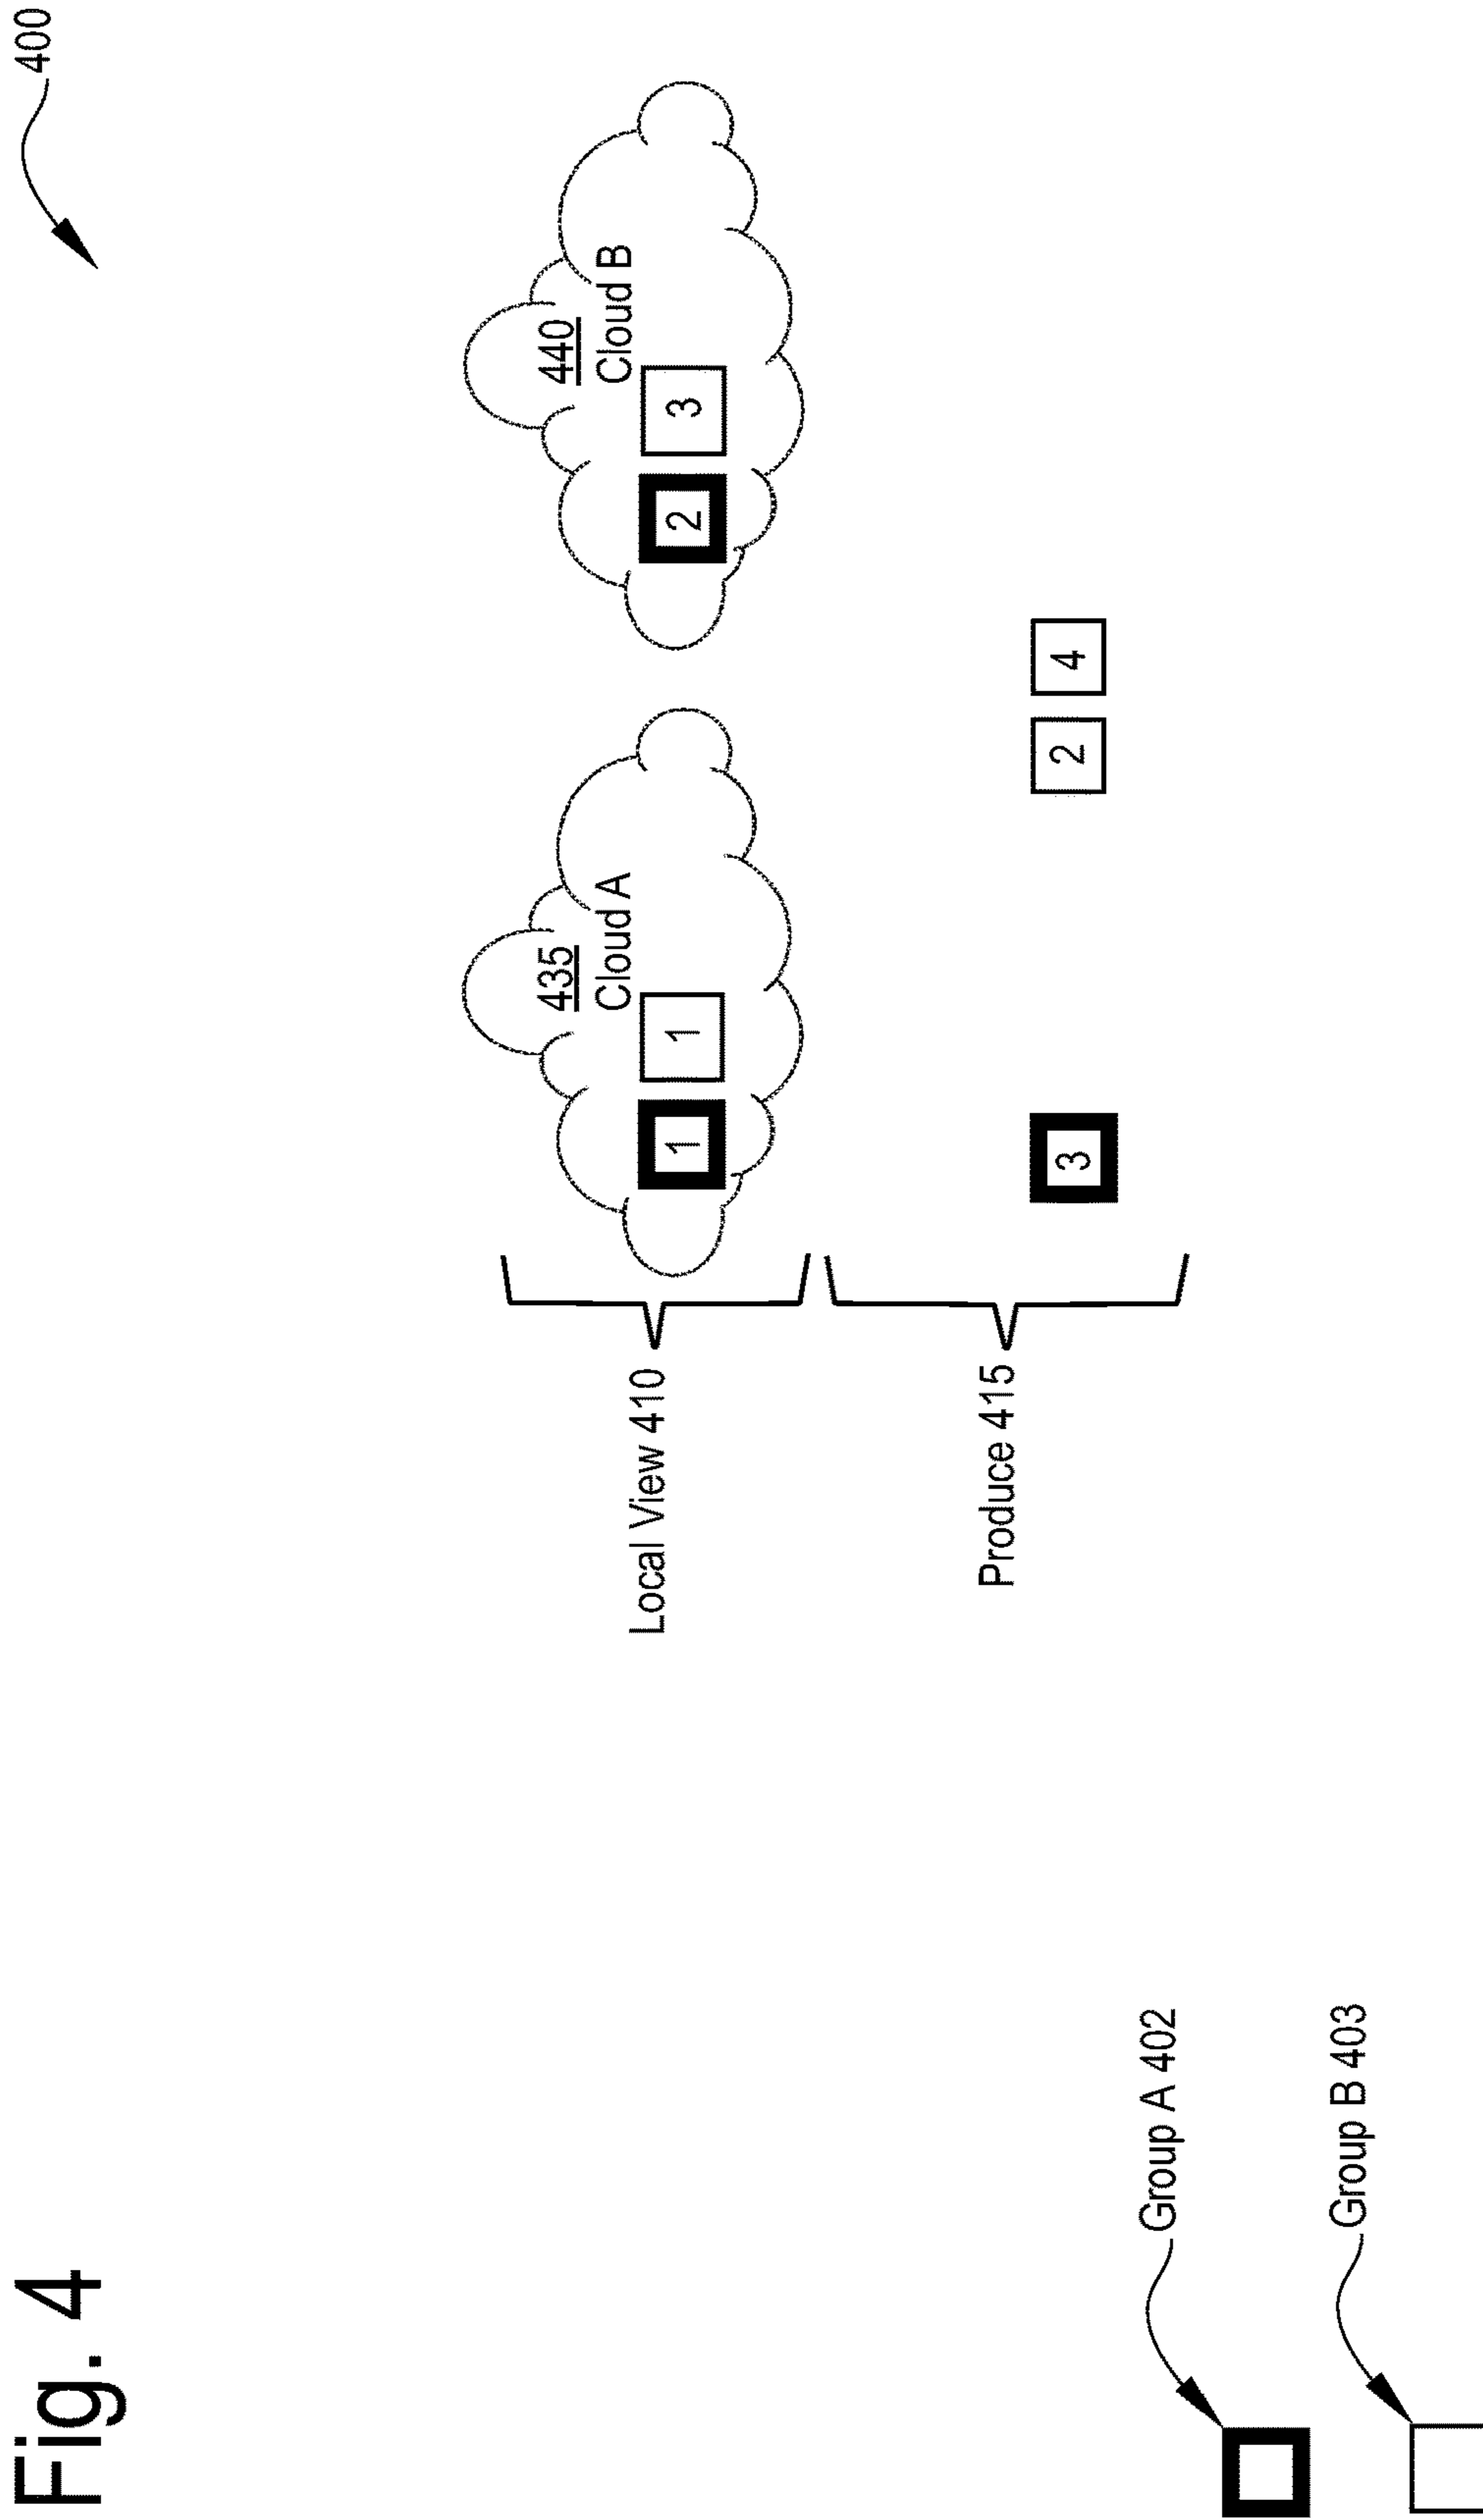 400
440
Cloud B
2
3
435
Cloud A
1
1
Local View 410
3
2
4
Produce 415
Group A 402
Group B 403
Fig. 4